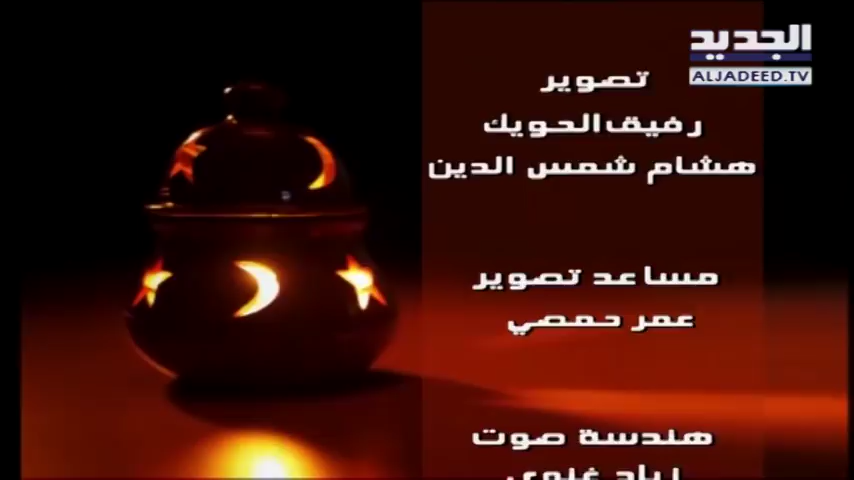 الجديد
ALJADEED.TV
تصوير
رفيق الحويك
هشام شمس الدين
مساعد تصوير
عمر حمصي
هندسة صوت